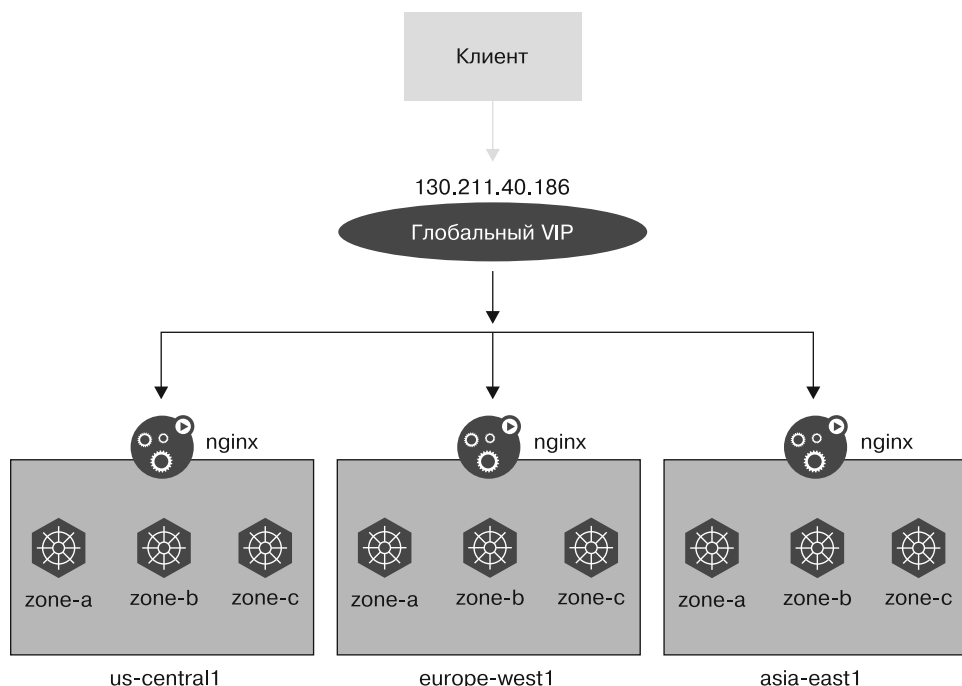 Клиент
130.211.40.186
Глобальный VIP
nginx
nginx
nginx
zone-a
zone-b
zone-c
zone-a
zone-b
zone-c
zone-a
zone-b
zone-c
us-central1
europe-west1
asia-east1